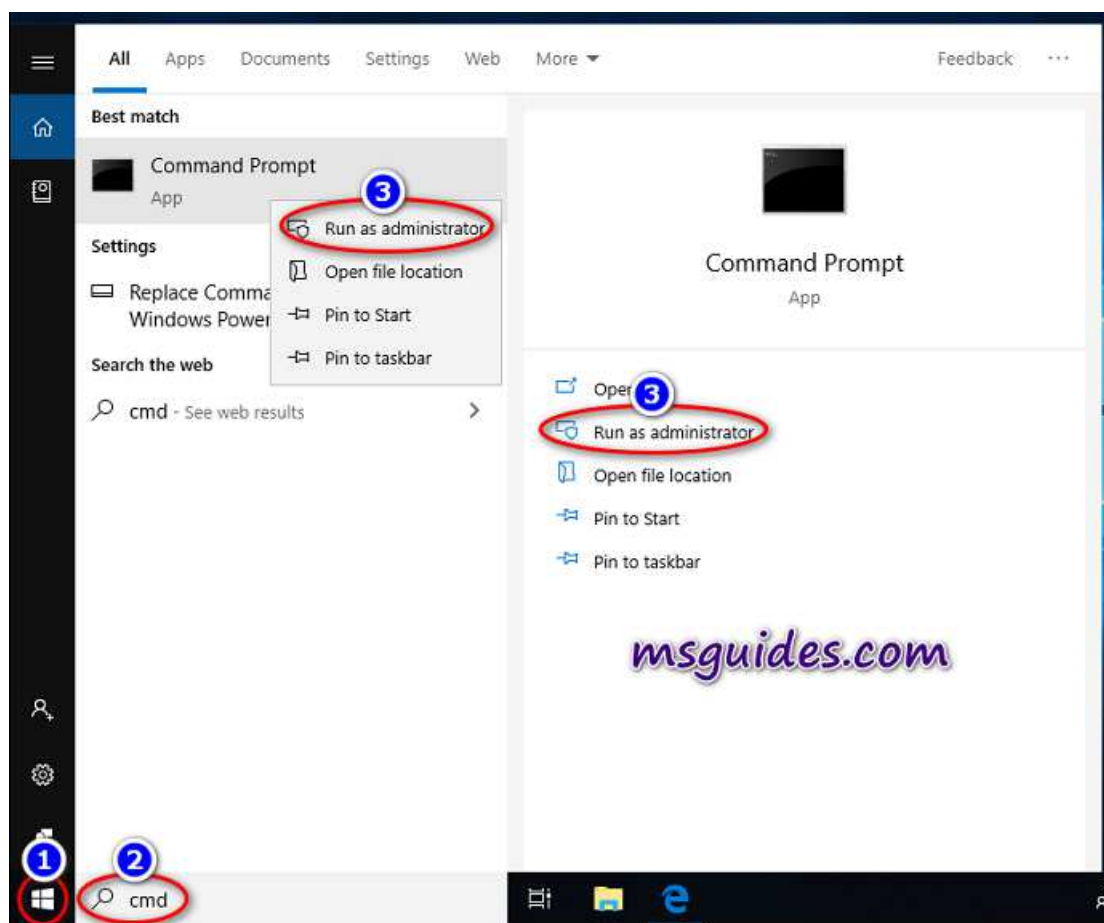 All Apps Documents Settings Web More Feedback ...
Best match
Command Prompt
App
3
Run as administrator
Open file location
Pin to Start
Pin to taskbar
Settings
Replace Comma
Windows Power
Search the web
cmd - See web results
Command Prompt
App
Open
3
Run as administrator
Open file location
Pin to Start
Pin to taskbar
msguides.com
1
2
cmd